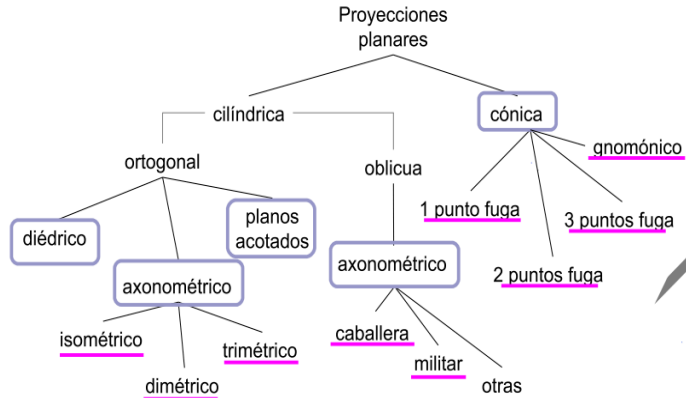 Proyecciones
planares
cilíndrica
cónica
ortogonal
oblicua
gnomónico
1 punto fuga
3 puntos fuga
2 puntos fuga
diédrico
planos
acotados
axonométrico
axonométrico
isométrico
trimétrico
dimétrico
caballera
militar
otras